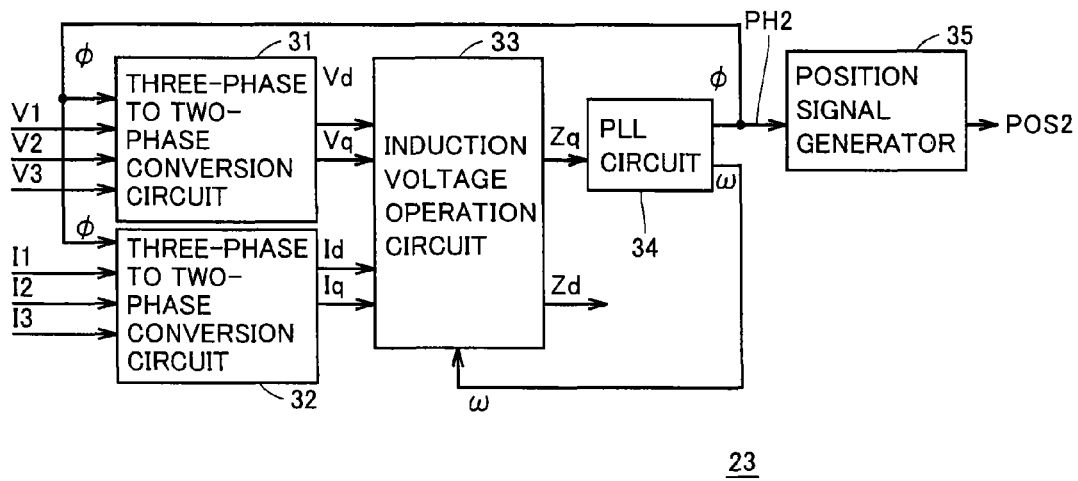 PH2
31
33
35
ϕ
THREE-PHASE
TO TWO-
PHASE
CONVERSION
CIRCUIT
V1
V2
V3
Vd
Vq
INDUCTION
VOLTAGE
OPERATION
CIRCUIT
Zq
PLL
CIRCUIT
ϕ
ω
34
POSITION
SIGNAL
GENERATOR
POS2
ϕ
THREE-PHASE
TO TWO-
PHASE
CONVERSION
CIRCUIT
I1
I2
I3
Id
Iq
Zd
32
ω
23